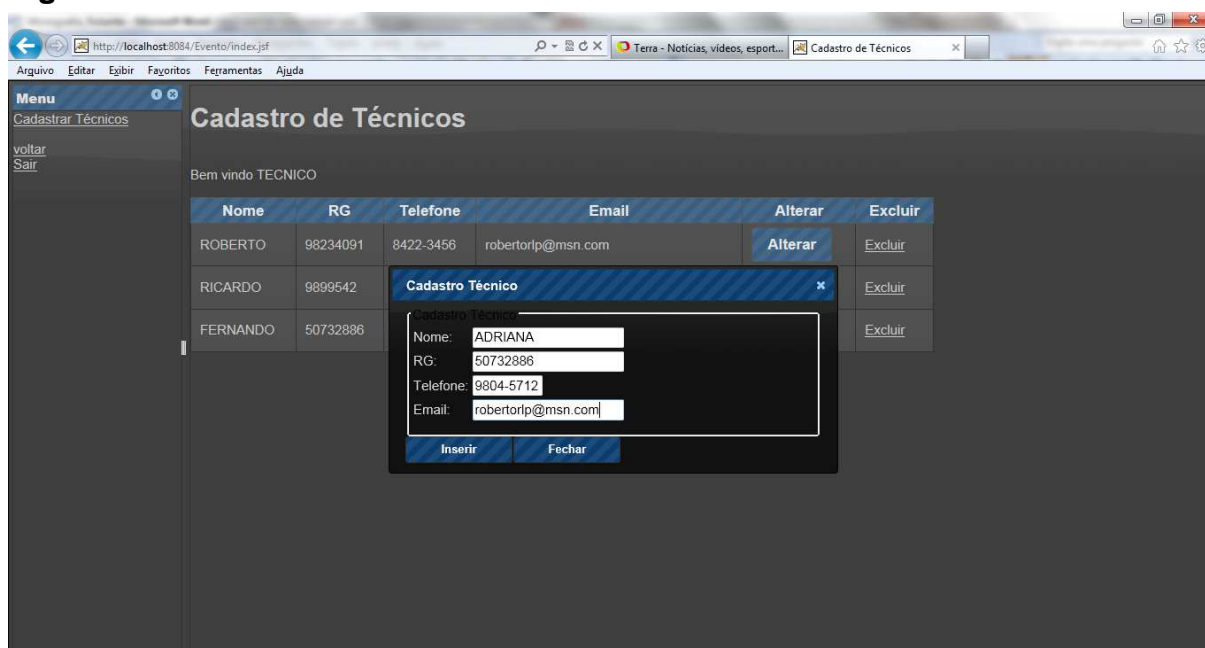 http://localhost:8084/Evento/index.jsf
Terra - Notícias, vídeos, esport...
Cadastro de Técnicos
Arquivo Editar Exibir Favoritos Ferramentas Ajuda
Menu
Cadastrar Técnicos
voltar
Sair
Cadastro de Técnicos
Bem vindo TECNICO
Nome RG Telefone Email Alterar Excluir
ROBERTO 98234091 8422-3456 robertorlp@msn.com Alterar Excluir
RICARDO 9899542 Excluir
FERNANDO 50732886 Excluir
Cadastro Técnico
Cadastro Técnico
Nome: ADRIANA
RG: 50732886
Telefone: 9804-5712
Email: robertorlp@msn.com
Inserir Fechar